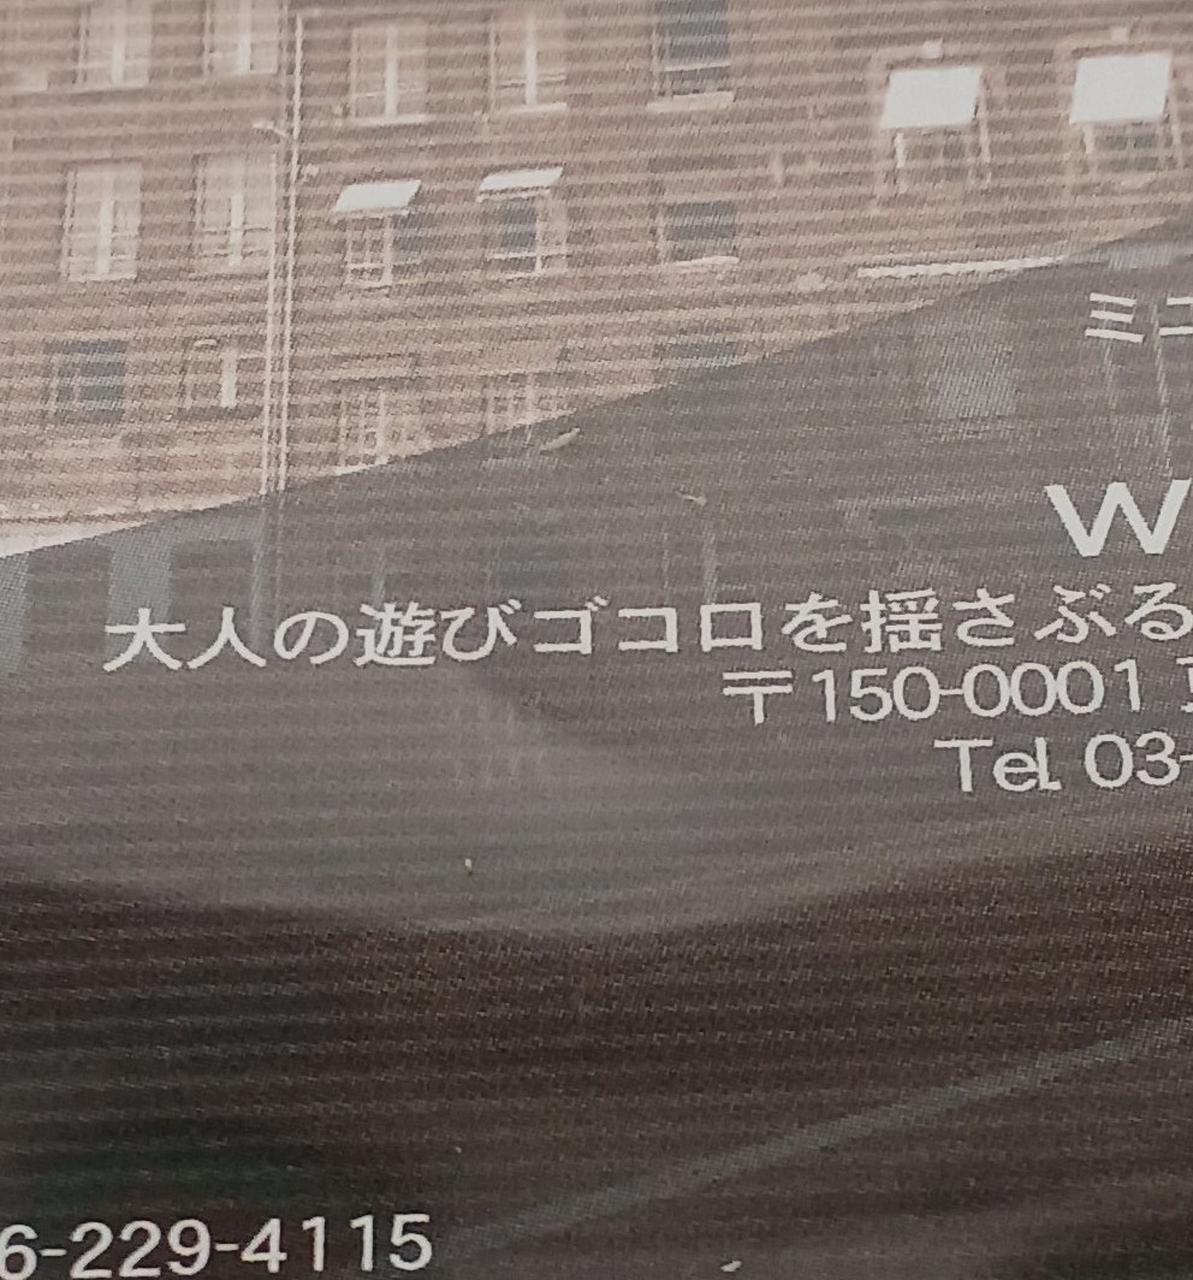 ミニ
W
大人の遊びゴコロを揺さぶる
〒150-0001
Tel. 03-
6-229-4115